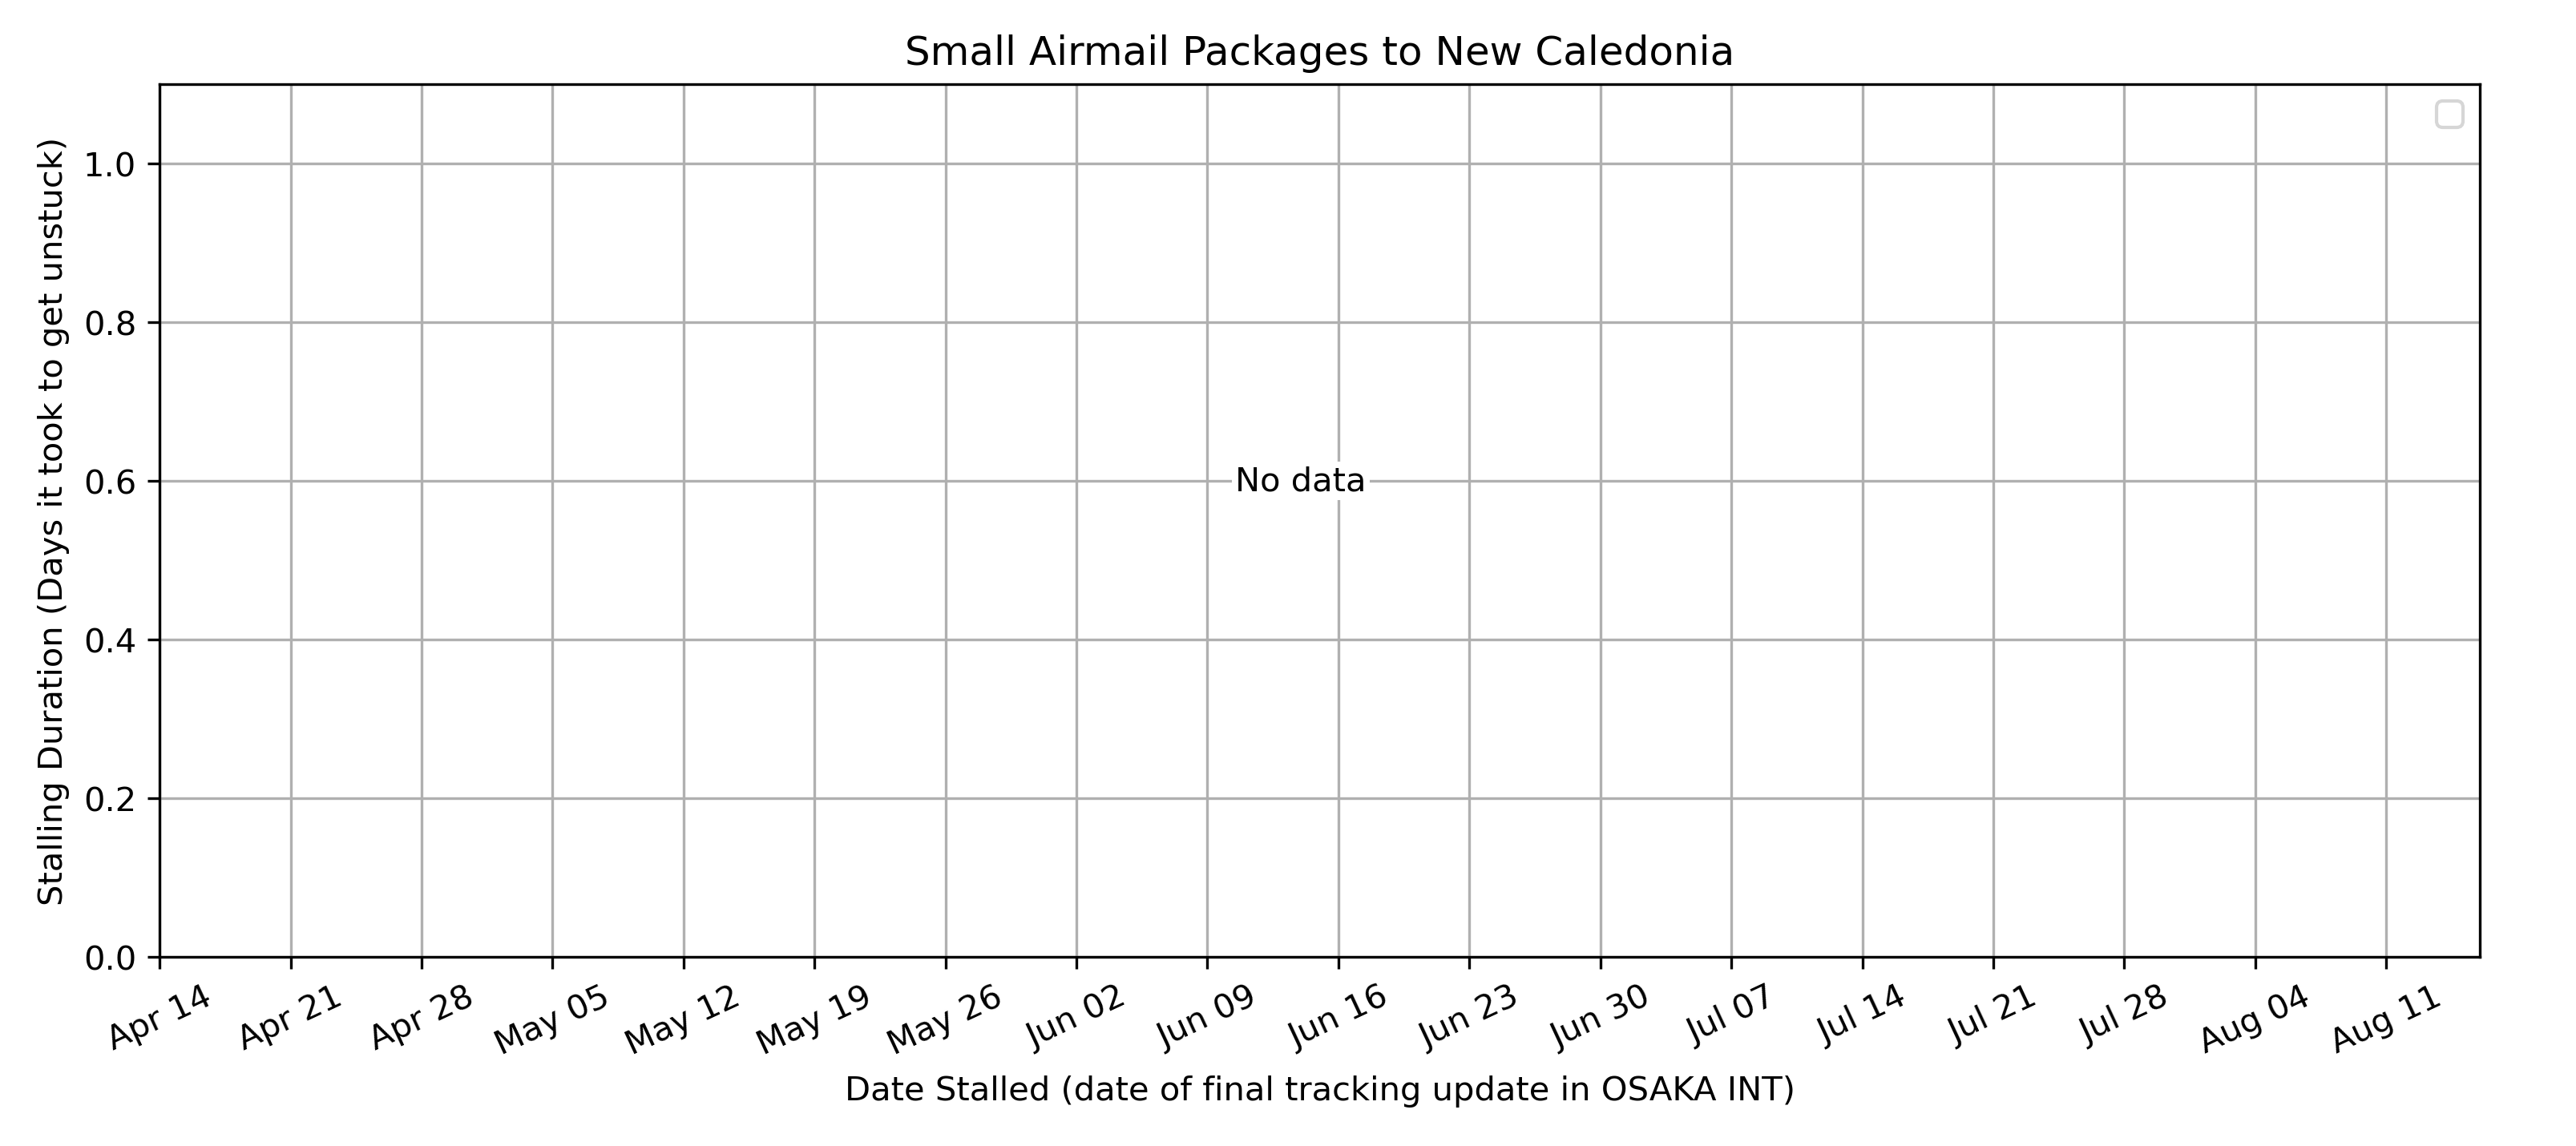 Small Airmail Packages to New Caledonia
Stalling Duration (Days it took to get unstuck)
1.0
0.8
0.6
0.4
0.2
0.0
No data
Apr 14 Apr 21 Apr 28 May 05 May 12 May 19 May 26 Jun 02 Jun 09 Jun 16 Jun 23 Jun 30 Jul 07 Jul 14 Jul 21 Jul 28 Aug 04 Aug 11
Date Stalled (date of final tracking update in OSAKA INT)